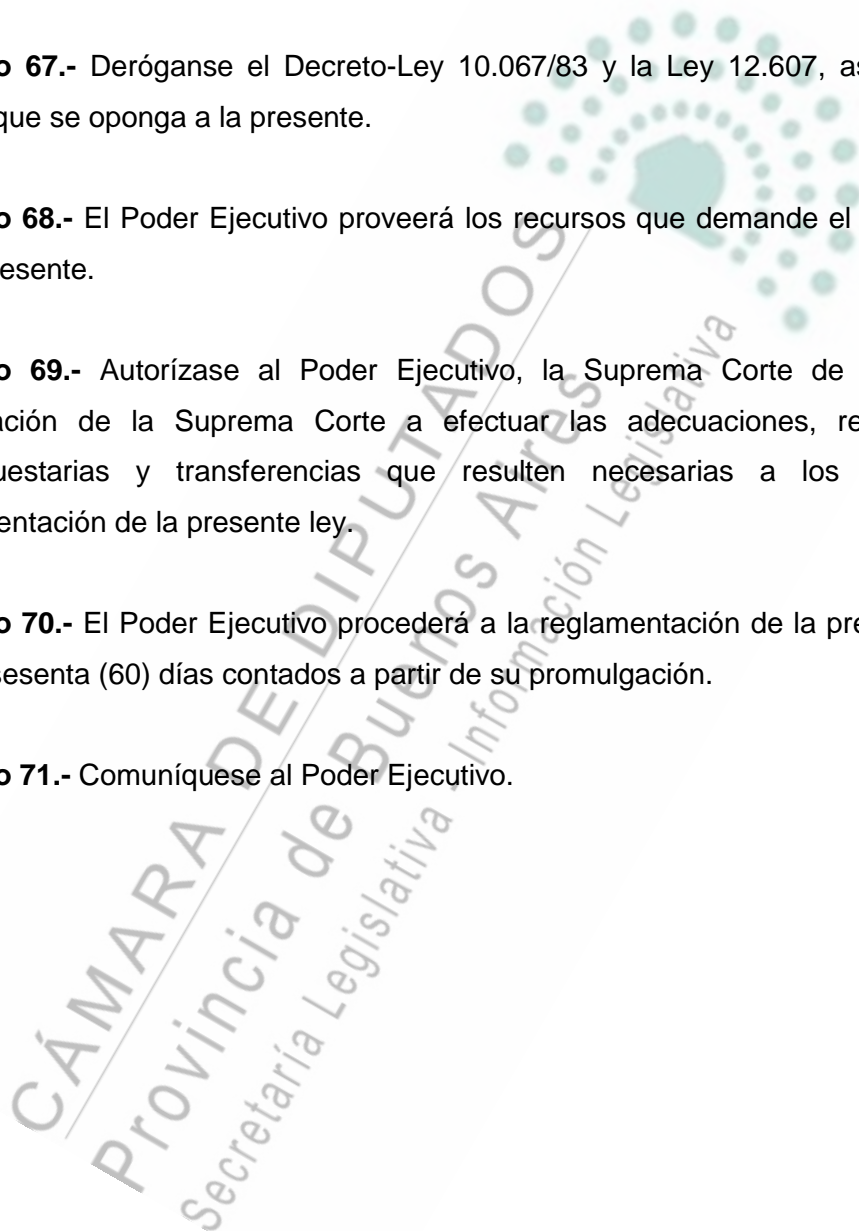 o 67.- Deróganse el Decreto-Ley 10.067/83 y la Ley 12.607, as
que se oponga a la presente.
o 68.- El Poder Ejecutivo proveerá los recursos que demande el
esente.
o 69.- Autorízase al Poder Ejecutivo, la Suprema Corte de
ación de la Suprema Corte a efectuar las adecuaciones, re
uestarias y transferencias que resulten necesarias a los
entación de la presente ley.
o 70.- El Poder Ejecutivo procederá a la reglamentación de la pre
sesenta (60) días contados a partir de su promulgación.
o 71.- Comuníquese al Poder Ejecutivo.
CÁMARA DE DIPUTADOS
Provincia de Buenos Aires
Secretaría Legislativa - Información Legislativa